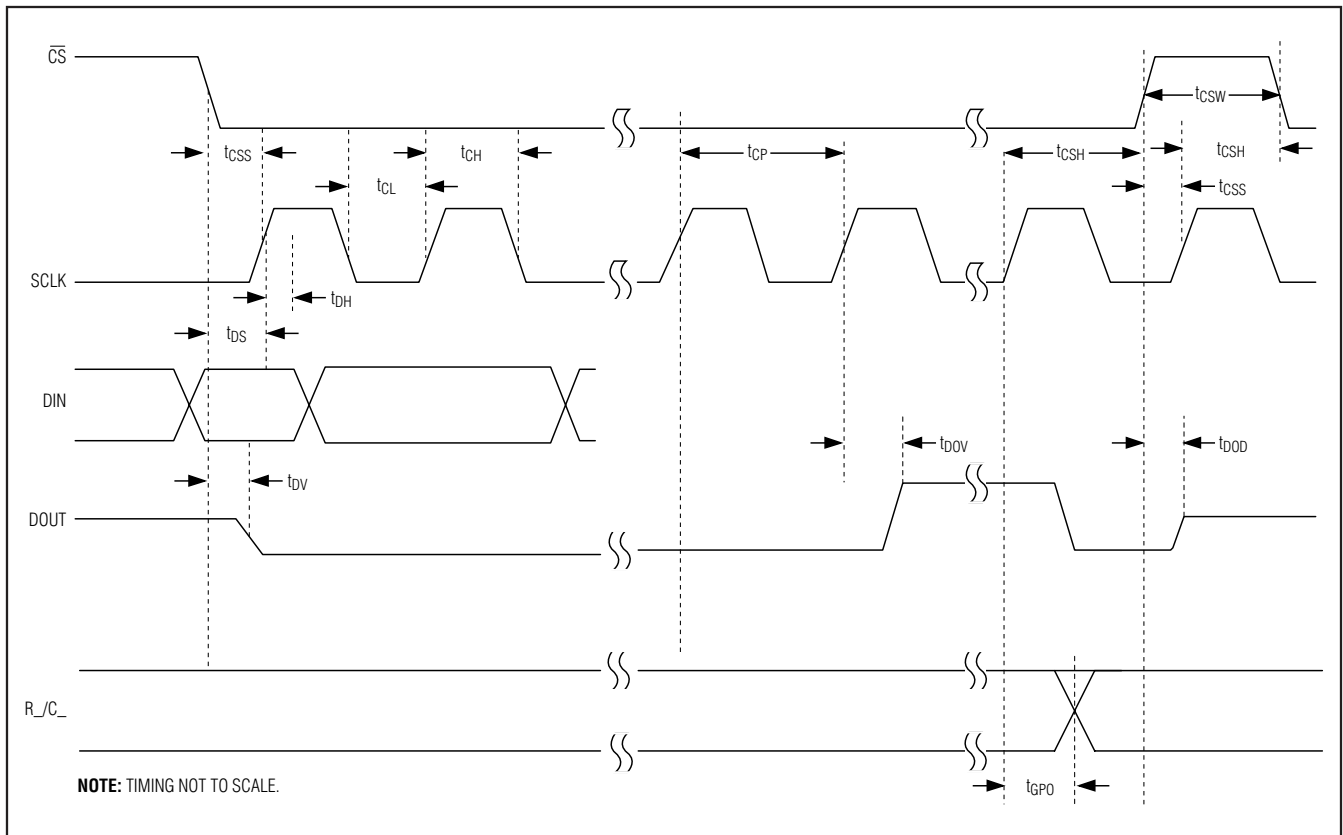 C̅S̅
tCSW
tCSS
tCH
tCP
tCSH
tCSH
tCL
tCSS
SCLK
tDH
tDS
DIN
tDOV
tDOD
tDV
DOUT
R_/C_
tGPO
NOTE: TIMING NOT TO SCALE.